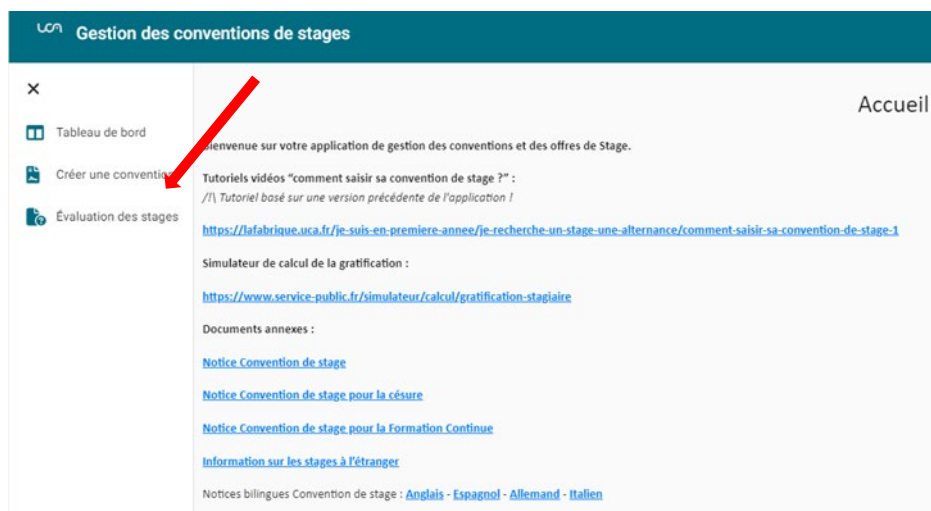 uca Gestion des conventions de stages
Accueil
Tableau de bord
Créer une convention
Évaluation des stages
Bienvenue sur votre application de gestion des conventions et des offres de Stage.
Tutoriels vidéos “comment saisir sa convention de stage ?” :
/!\ Tutoriel basé sur une version précédente de l'application !
https://lafabrique.uca.fr/je-suis-en-premiere-annee/je-recherche-un-stage-une-alternance/comment-saisir-sa-convention-de-stage-1
Simulateur de calcul de la gratification :
https://www.service-public.fr/simulateur/calcul/gratification-stagiaire
Documents annexes :
Notice Convention de stage
Notice Convention de stage pour la césure
Notice Convention de stage pour la Formation Continue
Information sur les stages à l'étranger
Notices bilingues Convention de stage : Anglais - Espagnol - Allemand - Italien